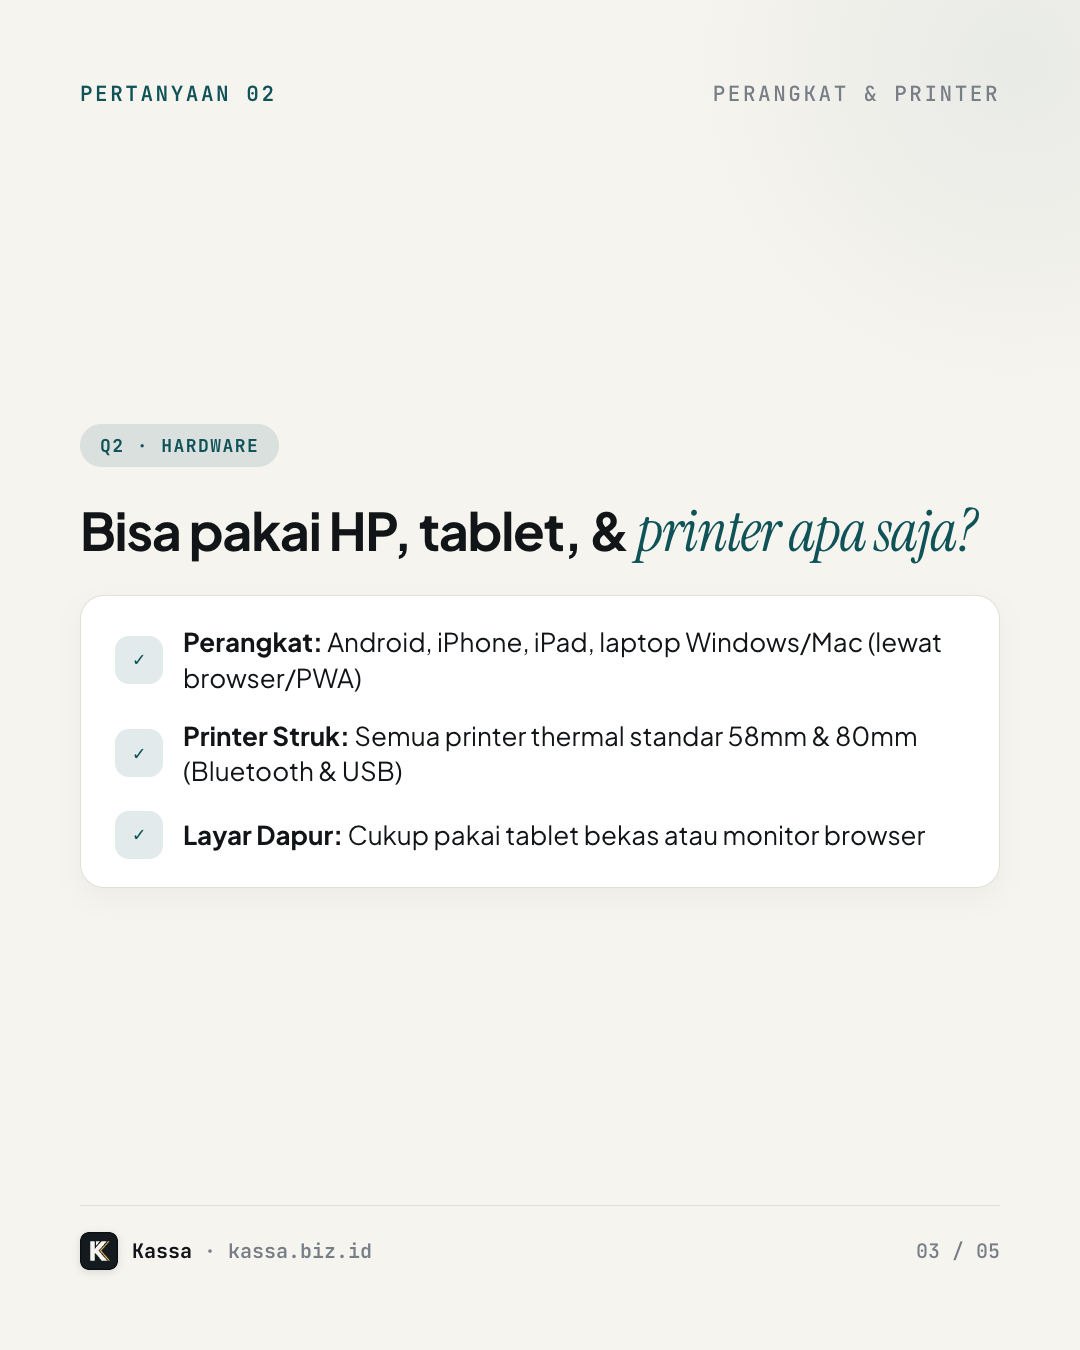 PERTANYAAN 02
PERANGKAT & PRINTER
Q2 · HARDWARE
Bisa pakai HP, tablet, & printer apa saja?
✓ Perangkat: Android, iPhone, iPad, laptop Windows/Mac (lewat
browser/PWA)
✓ Printer Struk: Semua printer thermal standar 58mm & 80mm
(Bluetooth & USB)
✓ Layar Dapur: Cukup pakai tablet bekas atau monitor browser
K Kassa · kassa.biz.id
03 / 05